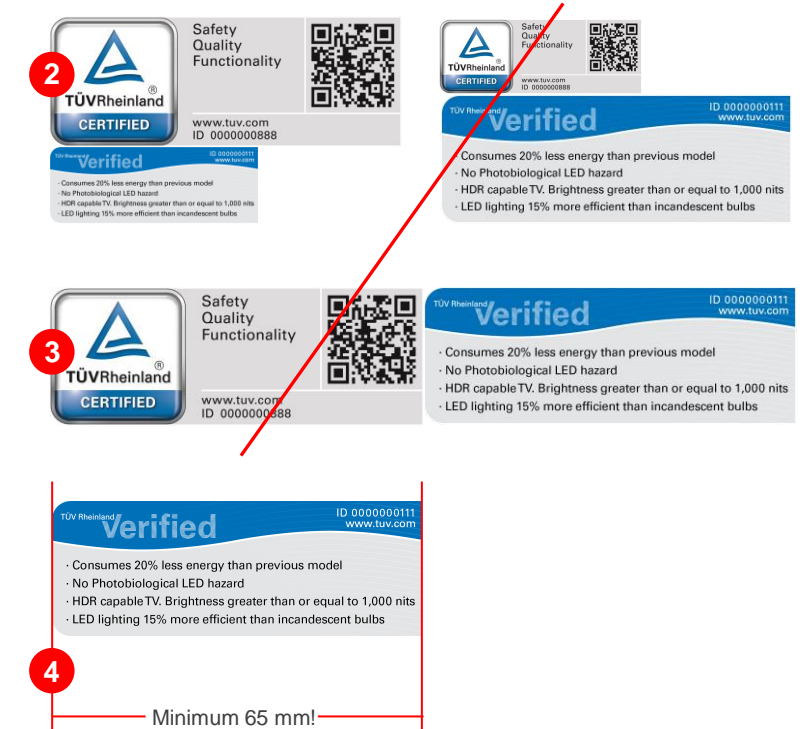 2
Safety
Quality
Functionality
®
TÜVRheinland
CERTIFIED
www.tuv.com
ID 0000000888
TÜV Rheinland
Verified
ID 0000000111
www.tuv.com
· Consumes 20% less energy than previous model
· No Photobiological LED hazard
· HDR capable TV. Brightness greater than or equal to 1,000 nits
· LED lighting 15% more efficient than incandescent bulbs
Safety
Quality
Functionality
®
TÜVRheinland
CERTIFIED
www.tuv.com
ID 0000000888
TÜV Rheinland
Verified
ID 0000000111
www.tuv.com
· Consumes 20% less energy than previous model
· No Photobiological LED hazard
· HDR capable TV. Brightness greater than or equal to 1,000 nits
· LED lighting 15% more efficient than incandescent bulbs
3
Safety
Quality
Functionality
®
TÜVRheinland
CERTIFIED
www.tuv.com
ID 0000000888
TÜV Rheinland
Verified
ID 0000000111
www.tuv.com
· Consumes 20% less energy than previous model
· No Photobiological LED hazard
· HDR capable TV. Brightness greater than or equal to 1,000 nits
· LED lighting 15% more efficient than incandescent bulbs
TÜV Rheinland
Verified
ID 0000000111
www.tuv.com
· Consumes 20% less energy than previous model
· No Photobiological LED hazard
· HDR capable TV. Brightness greater than or equal to 1,000 nits
· LED lighting 15% more efficient than incandescent bulbs
4
Minimum 65 mm!